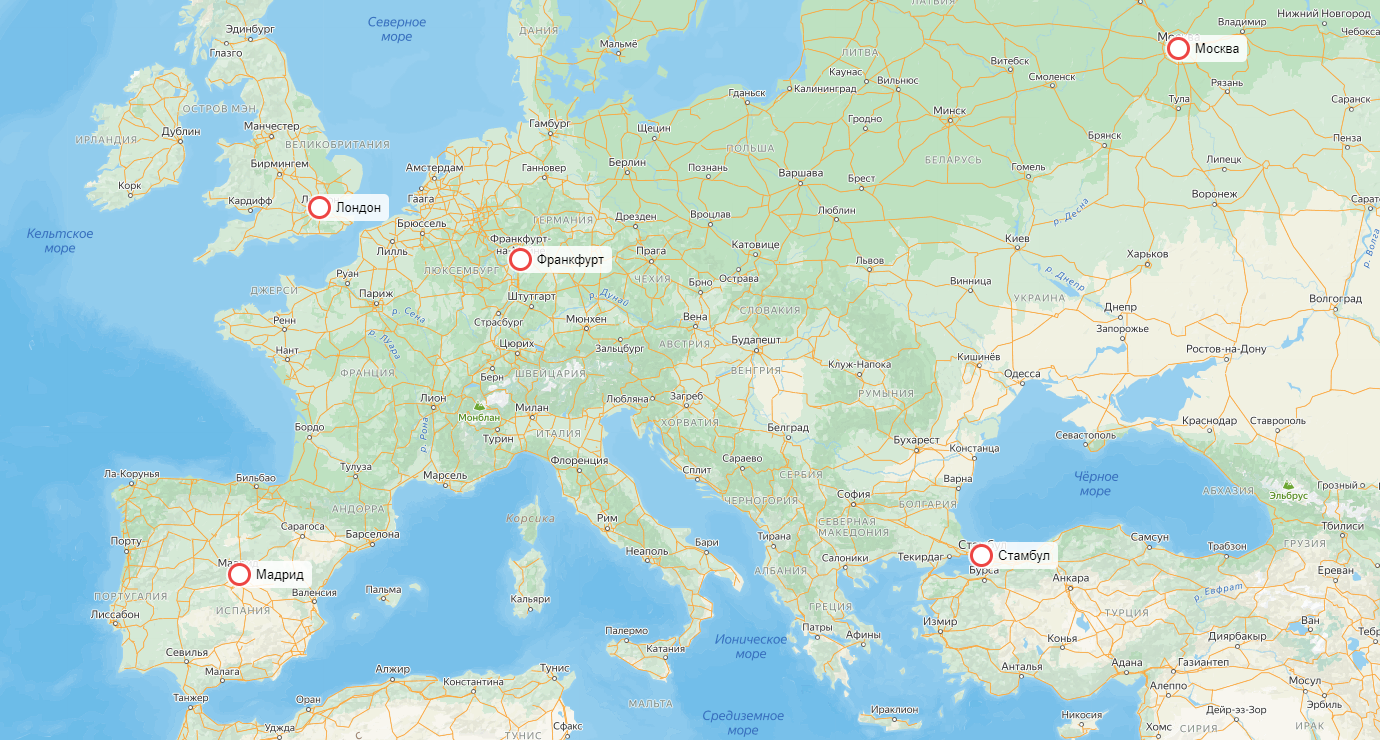 ЛАТВИЯ
Северное
море
Эдинбург
Глазго
ДАНИЯ
Мальмё
Нижний Новгород
Владимир
Москва
ЛИТВА
Каунас
Вильнюс
Витебск
Смоленск
Рязань
Калининград
Гданьск
Тула
Саранск
ОСТРОВ МЭН
Дублин
Манчестер
ИРЛАНДИЯ
ВЕЛИКОБРИТАНИЯ
Гамбург
Щецин
Гродно
Минск
Брянск
Пенза
Бирмингем
Амстердам
Ганновер
Берлин
ПОЛЬША
Познань
Варшава
Брест
БЕЛАРУСЬ
Гомель
Липецк
Корк
Кардифф
Лондон
Гаага
Воронеж
Брюссель
ГЕРМАНИЯ
Дрезден
Вроцлав
Люблин
р. Десна
Кельтское
море
Франкфурт-
Франкфурт
Лилль
ЛЮКСЕМБУРГ
Прага
Катовице
Киев
Харьков
р. Волга
Львов
ЧЕХИЯ
Брно
Острава
р. Днепр
Винница
УКРАИНА
Руан
ДЖЕРСИ
Париж
Штутгарт
р. Дунай
СЛОВАКИЯ
Волгоград
Днепр
р. Сена
Ренн
Страсбург
Мюнхен
Вена
Запорожье
Нант
р. Луара
Цюрих
Зальцбург
АВСТРИЯ
Будапешт
Кишинёв
Ростов-на-Дону
ФРАНЦИЯ
Берн
ШВЕЙЦАРИЯ
ВЕНГРИЯ
Клуж-Напока
Одесса
Лион
Монблан
Милан
Любляна
Загреб
РУМЫНИЯ
Бордо
р. Рона
Турин
ИТАЛИЯ
ХОРВАТИЯ
Белград
Бухарест
Севастополь
Краснодар
Ставрополь
Констанца
Ла-Корунья
Бильбао
Тулуза
Марсель
Флоренция
Сплит
Сараево
СЕРБИЯ
Варна
Чёрное
море
АБХАЗИЯ
Эльбрус
Грозный
АНДОРРА
Корсика
Рим
ЧЕРНОГОРИЯ
София
БОЛГАРИЯ
СЕВЕРНАЯ
МАКЕДОНИЯ
Сарагоса
Барселона
Порту
Бари
Тирана
Самсун
Трабзон
Тбилиси
ГРУЗИЯ
Неаполь
Салоники
Текирдаг
Стамбул
Мадрид
АЛБАНИЯ
Бурса
Анкара
Ереван
ПОРТУГАЛИЯ
Валенсия
Пальма
Кальяри
р. Евфрат
Лиссабон
ИСПАНИЯ
ГРЕЦИЯ
ТУРЦИЯ
Патры
Афины
Измир
Ван
Палермо
Ионическое
море
Конья
Диярбакыр
Севилья
Катания
Малага
Анталья
Адана
Газиантеп
Алжир
Тунис
Константина
Алеппо
Мосул
Танжер
Оран
МАЛЬТА
Ираклион
Никосия
Дейр-эз-Зор
Эрбиль
Средиземное
море
Уджда
Сфакс
ТУНИС
Хомс
СИРИЯ
ИРАК